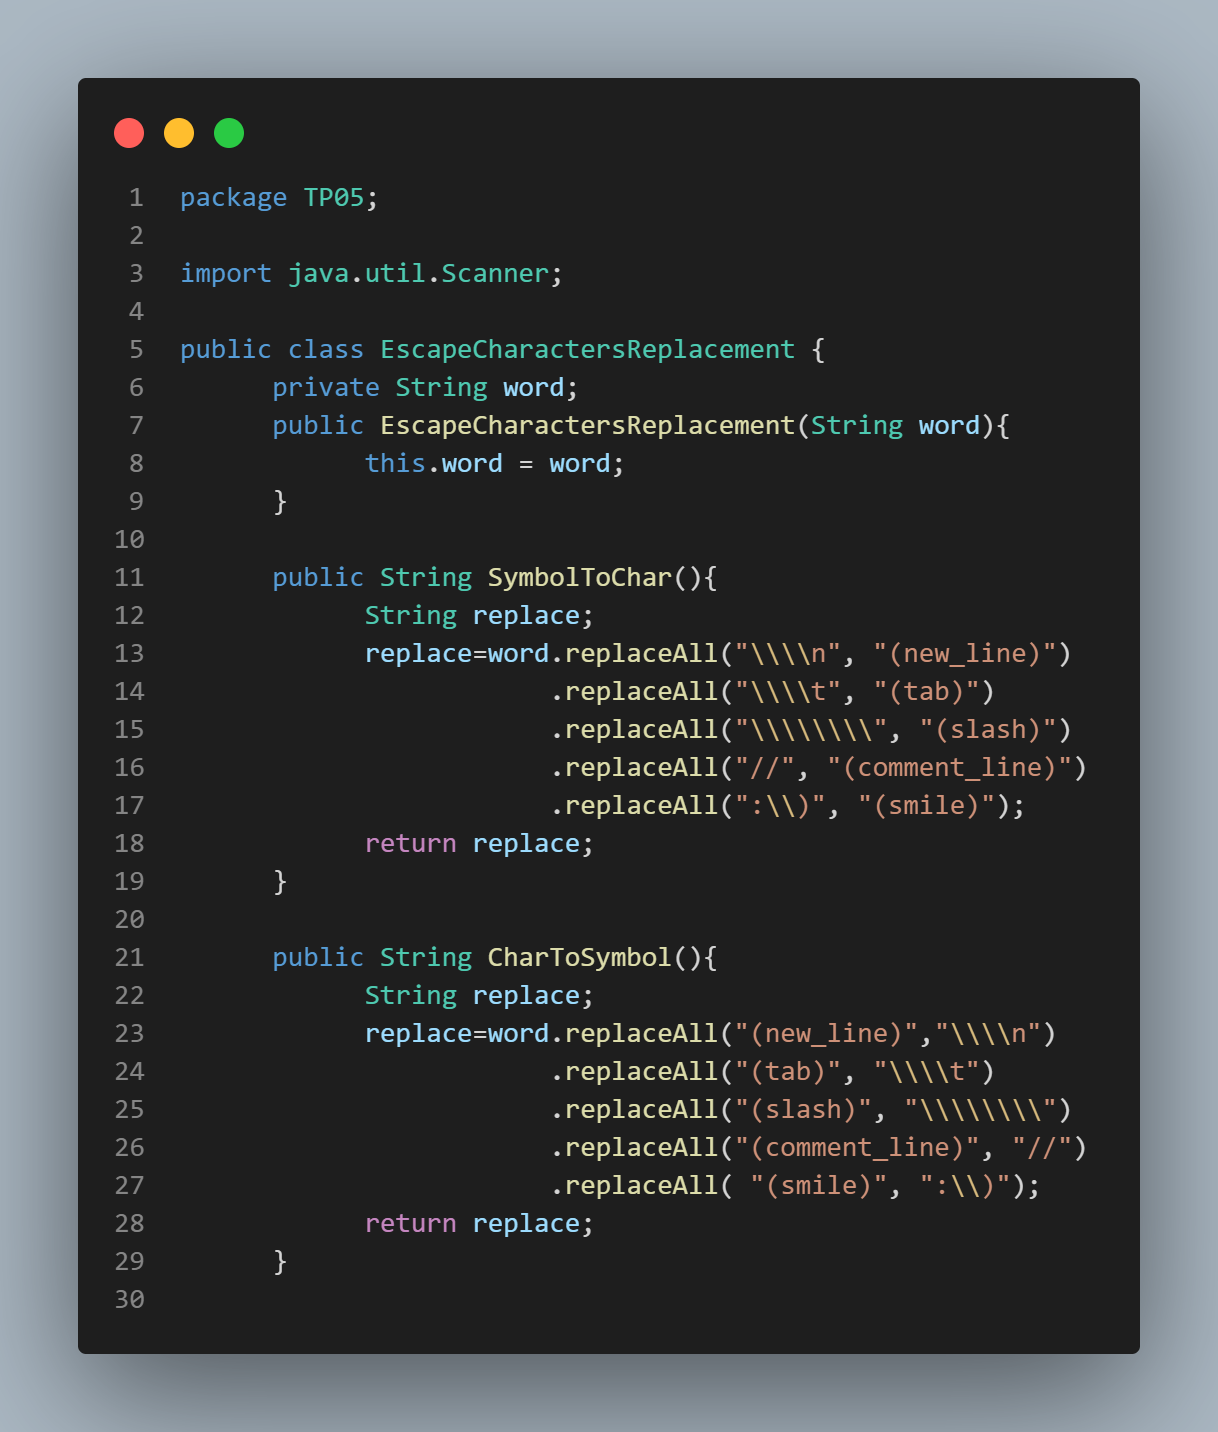 1 package TP05;
2
3 import java.util.Scanner;
4
5 public class EscapeCharactersReplacement {
6 private String word;
7 public EscapeCharactersReplacement(String word){
8 this.word = word;
9 }
10
11 public String SymbolToChar(){
12 String replace;
13 replace=word.replaceAll("\\\\n", "(new_line)")
14 .replaceAll("\\\\t", "(tab)")
15 .replaceAll("\\\\\\\\", "(slash)")
16 .replaceAll("//", "(comment_line)")
17 .replaceAll(":\\)", "(smile)");
18 return replace;
19 }
20
21 public String CharToSymbol(){
22 String replace;
23 replace=word.replaceAll("(new_line)","\\\\n")
24 .replaceAll("(tab)", "\\\\t")
25 .replaceAll("(slash)", "\\\\\\\\")
26 .replaceAll("(comment_line)", "//")
27 .replaceAll( "(smile)", ":\\)");
28 return replace;
29 }
30